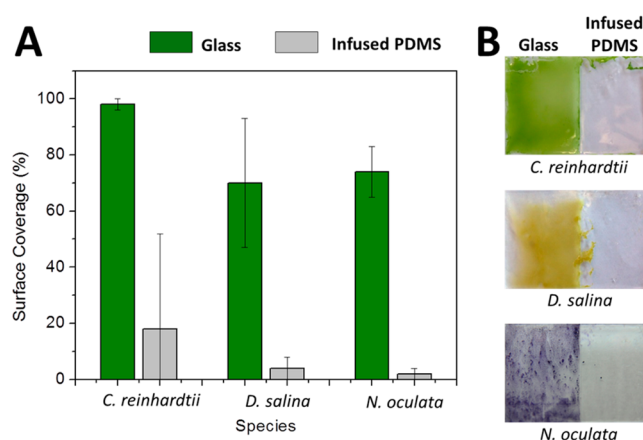 A
Glass
Infused PDMS
Surface Coverage (%)
100
80
60
40
20
0
C. reinhardtii
D. salina
N. oculata
Species
B
Glass
Infused
PDMS
C. reinhardtii
D. salina
N. oculata